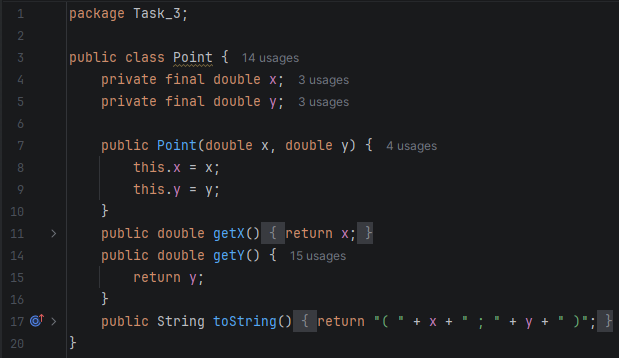 1 package Task_3;
2
3 public class Point { 14 usages
4 private final double x; 3 usages
5 private final double y; 3 usages
6
7 public Point(double x, double y) { 4 usages
8 this.x = x;
9 this.y = y;
10 }
11 public double getX() { return x; }
14 public double getY() { 15 usages
15 return y;
16 }
17 public String toString() { return "( " + x + " ; " + y + " )"; }
20 }